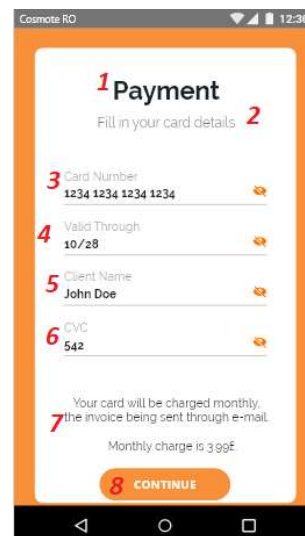 Cosmote RO 12:30
1 Payment
Fill in your card details 2
3 Card Number
1234 1234 1234 1234
4 Valid Through
10/28
5 Client Name
John Doe
6 CVC
542
Your card will be charged monthly,
7 the invoice being sent through e-mail
Monthly charge is 3.99£
8 CONTINUE